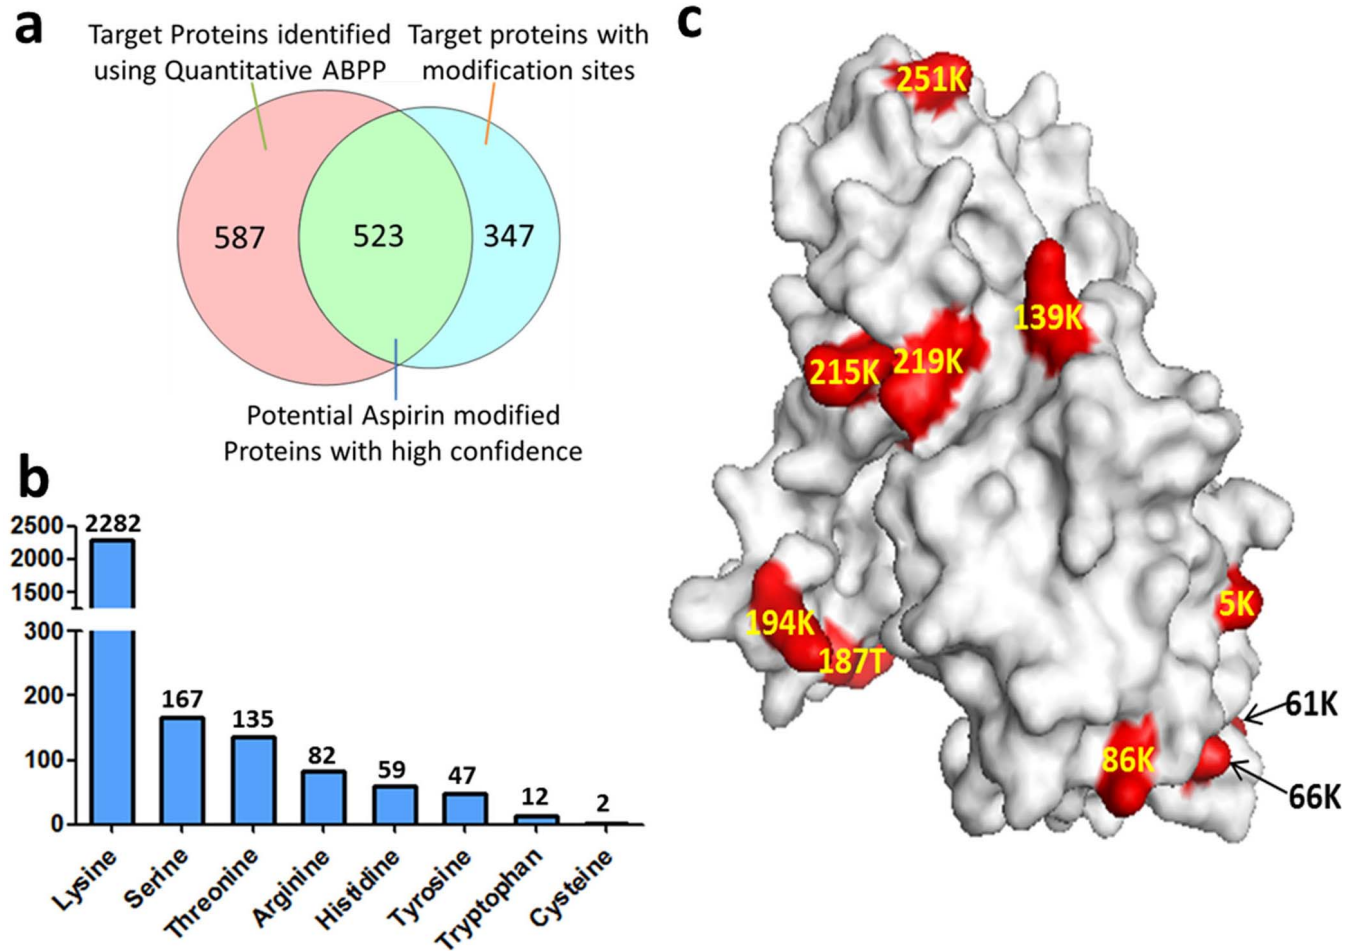 a
Target Proteins identified
using Quantitative ABPP
Target proteins with
modification sites
587
523
347
Potential Aspirin modified
Proteins with high confidence
b
2500
2000
1500
300
200
100
0
2282
167
135
82
59
47
12
2
Lysine
Serine
Threonine
Arginine
Histidine
Tyrosine
Tryptophan
Cysteine
c
251K
139K
215K
219K
194K
187T
5K
61K
86K
66K